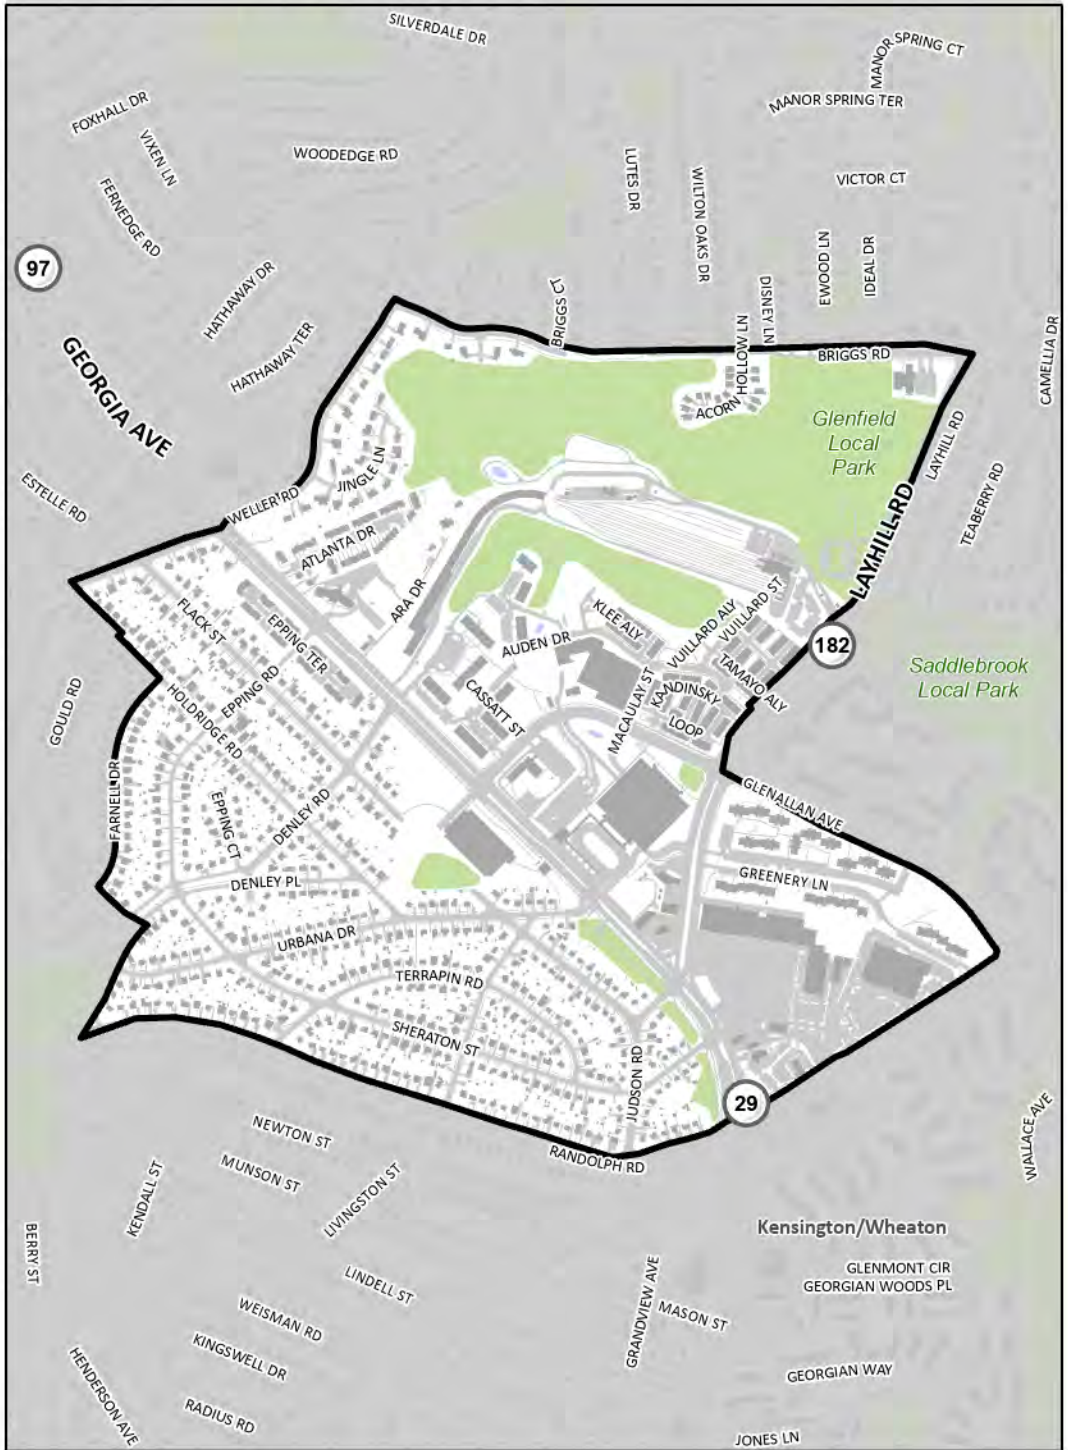 SILVERDALE DR
MANOR SPRING CT
MANOR SPRING TER
FOXHALL DR
VIXEN LN
WOODEDGE RD
LUTES DR
WILTON OAKS DR
VICTOR CT
FERNEDGE RD
97
HATHAWAY DR
EWOOD LN
IDEAL DR
DISNEY LN
BRIGGS CT
HATHAWAY TER
GEORGIA AVE
BRIGGS RD
CAMELLIA DR
ACORN
HOLLOW LN
Glenfield
Local
Park
LAYHILL RD
JINGLE LN
ESTELLE RD
WELLER RD
TEABERRY RD
LAYHILL RD
ATLANTA DR
ARA DR
FLACK ST
EPPING TER
KLEE ALY
VUILLARD ALY
VUILLARD ST
AUDEN DR
182
TAMAYO ALY
Saddlebrook
Local Park
GOULD RD
HOLDRIDGE RD
EPPING RD
CASSATT ST
MACAULAY ST
KANDINSKY
LOOP
FARNELL DR
EPPING CT
DENLEY RD
GLENALLAN AVE
DENLEY PL
GREENERY LN
URBANA DR
TERRAPIN RD
SHERATON ST
JUDSON RD
29
RANDOLPH RD
NEWTON ST
MUNSON ST
KENDALL ST
LIVINGSTON ST
WALLACE AVE
BERRY ST
LINDELL ST
Kensington/Wheaton
GLENMONT CIR
GEORGIAN WOODS PL
GRANDVIEW AVE
MASON ST
WEISMAN RD
KINGSWELL DR
HENDERSON AVE
GEORGIAN WAY
RADIUS RD
JONES LN